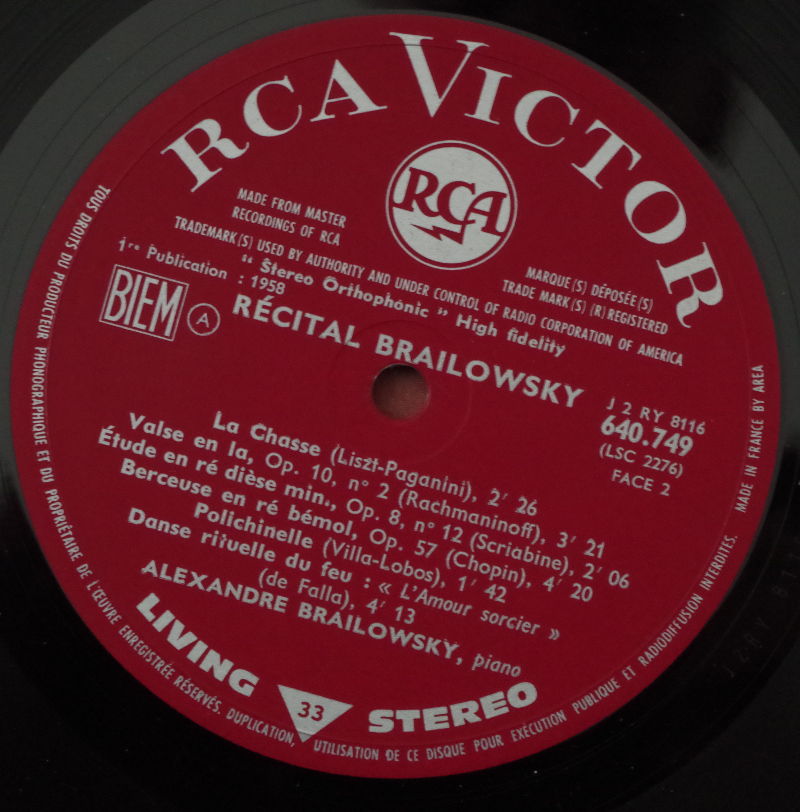 RCA VICTOR
RCA
MADE FROM MASTER
RECORDINGS OF RCA
MARQUE(S) DÉPOSÉE(S)
TRADE MARK(S) (R) REGISTERED
TRADEMARK(S) USED BY AUTHORITY AND UNDER CONTROL OF RADIO CORPORATION OF AMERICA
" Stereo Orthophonic " High fidelity
1re Publication : 1958
BIEM
A
RÉCITAL BRAILOWSKY
J 2 RY 8116
640.749
(LSC 2276)
FACE 2
La Chasse (Liszt-Paganini), 2' 26
Valse en la, Op. 10, n° 2 (Rachmaninoff), 3' 21
Étude en ré dièse min., Op. 8, n° 12 (Scriabine), 2' 06
Berceuse en ré bémol, Op. 57 (Chopin), 4' 20
Polichinelle (Villa-Lobos), 1' 42
Danse rituelle du feu : « L'Amour sorcier »
(de Falla), 4' 13
ALEXANDRE BRAILOWSKY, piano
LIVING 33 STEREO
TOUS DROITS DU PRODUCTEUR PHONOGRAPHIQUE ET DU PROPRIÉTAIRE DE L'ŒUVRE ENREGISTRÉE RÉSERVÉS. DUPLICATION, UTILISATION DE CE DISQUE POUR EXÉCUTION PUBLIQUE ET RADIODIFFUSION INTERDITES.
MADE IN FRANCE BY AREA